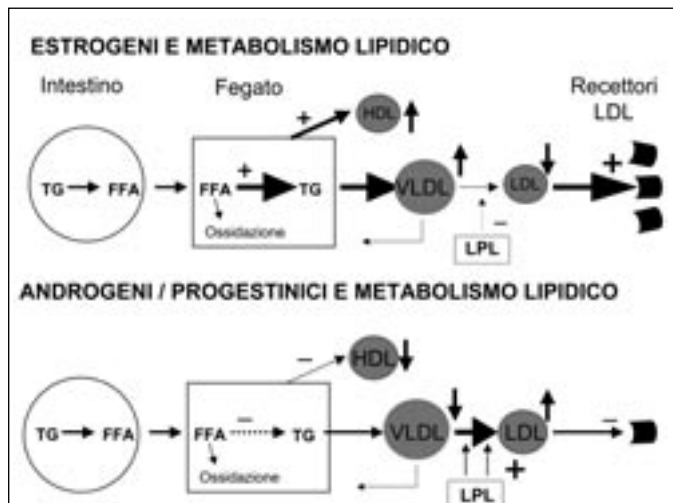 ESTROGENI E METABOLISMO LIPIDICO
Intestino Fegato Recettori
LDL
+ HDL
TG FFA FFA + TG VLDL LDL +
Ossidazione
–
LPL
ANDROGENI / PROGESTINICI E METABOLISMO LIPIDICO
– HDL
TG FFA FFA – TG VLDL LDL –
Ossidazione
+
LPL